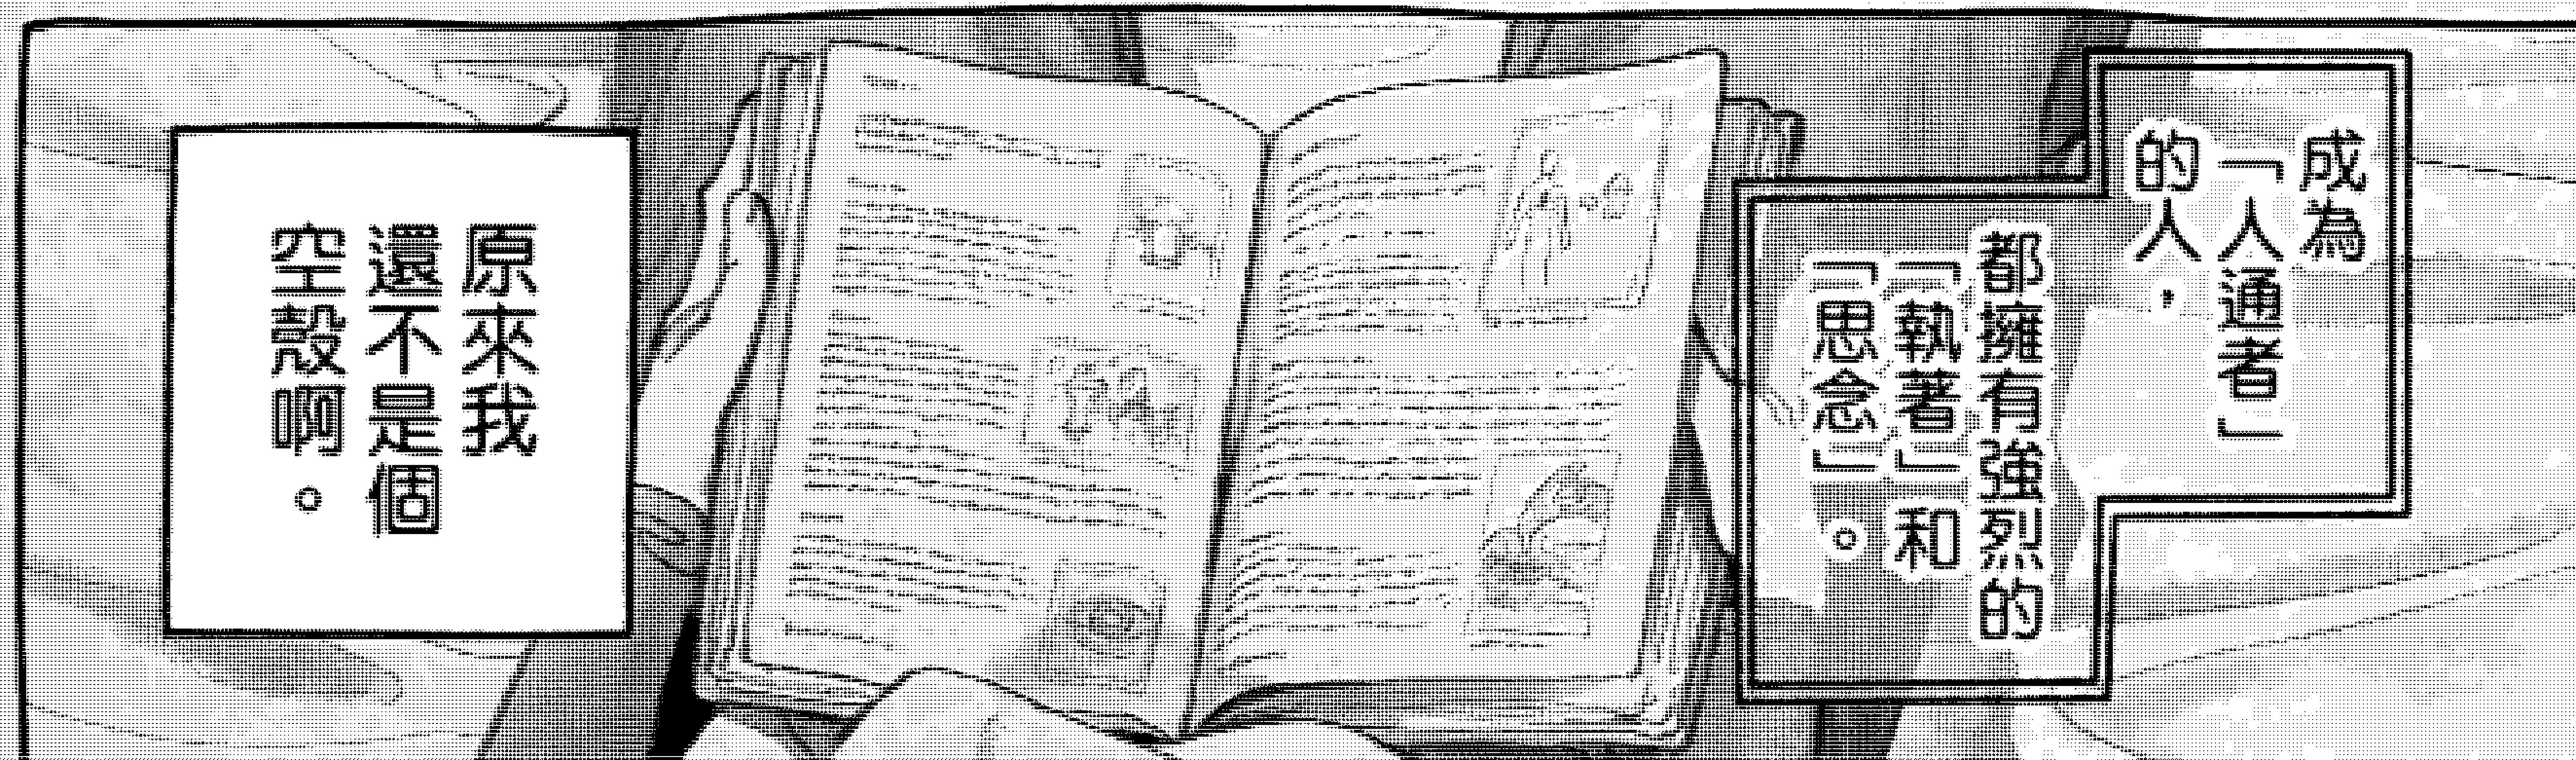 成為
「人通者」
的人，
都擁有強烈的
「執著」和
「思念」。
原來我
還不是個
空殼啊。